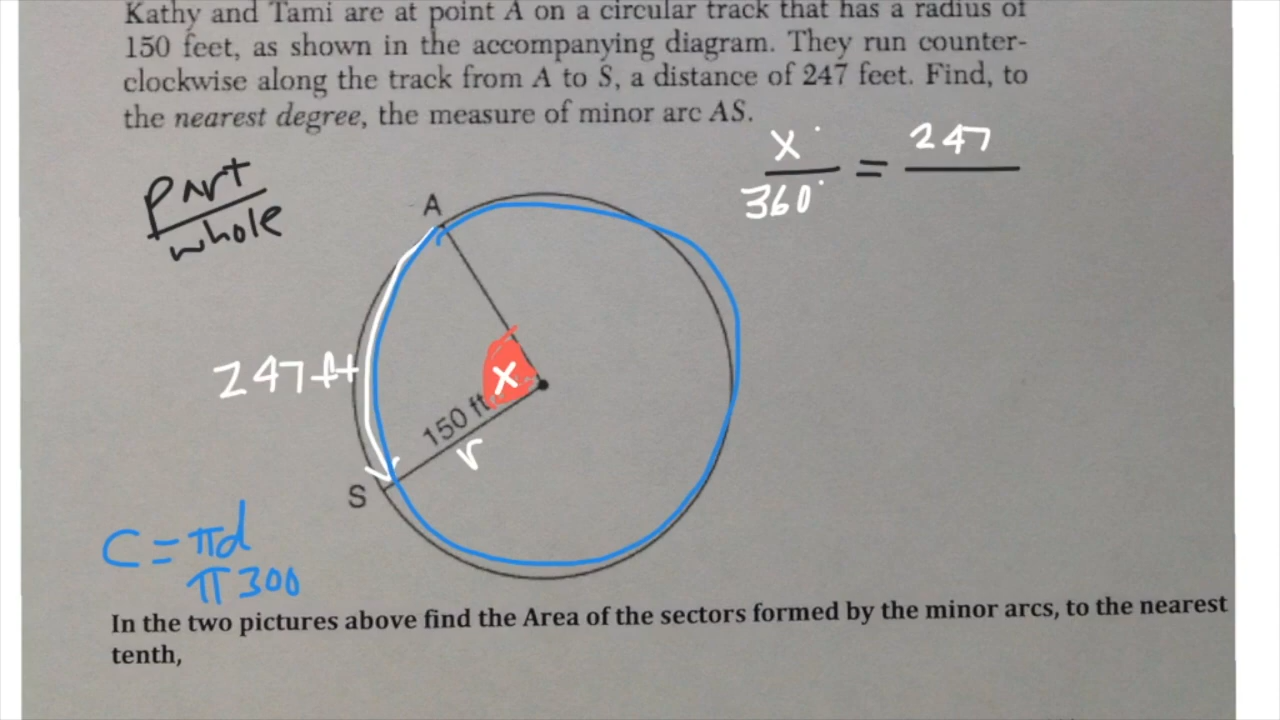 Kathy and Tami are at point A on a circular track that has a radius of
150 feet, as shown in the accompanying diagram. They run counter-
clockwise along the track from A to S, a distance of 247 feet. Find, to
the nearest degree, the measure of minor arc AS.
x°
247
=
360°
Part
whole
A
247 ft
x
150 ft
r
S
C = πd
π 300
In the two pictures above find the Area of the sectors formed by the minor arcs, to the nearest
tenth,